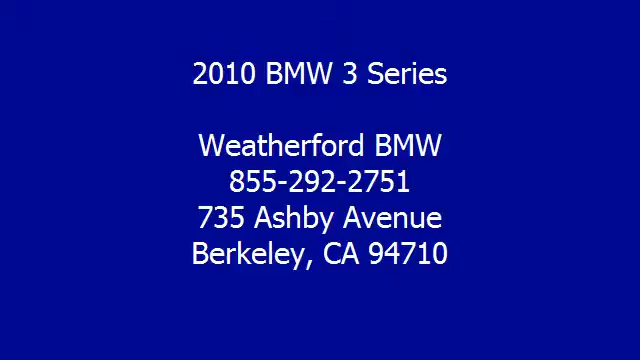 2010 BMW 3 Series
Weatherford BMW
855-292-2751
735 Ashby Avenue
Berkeley, CA 94710